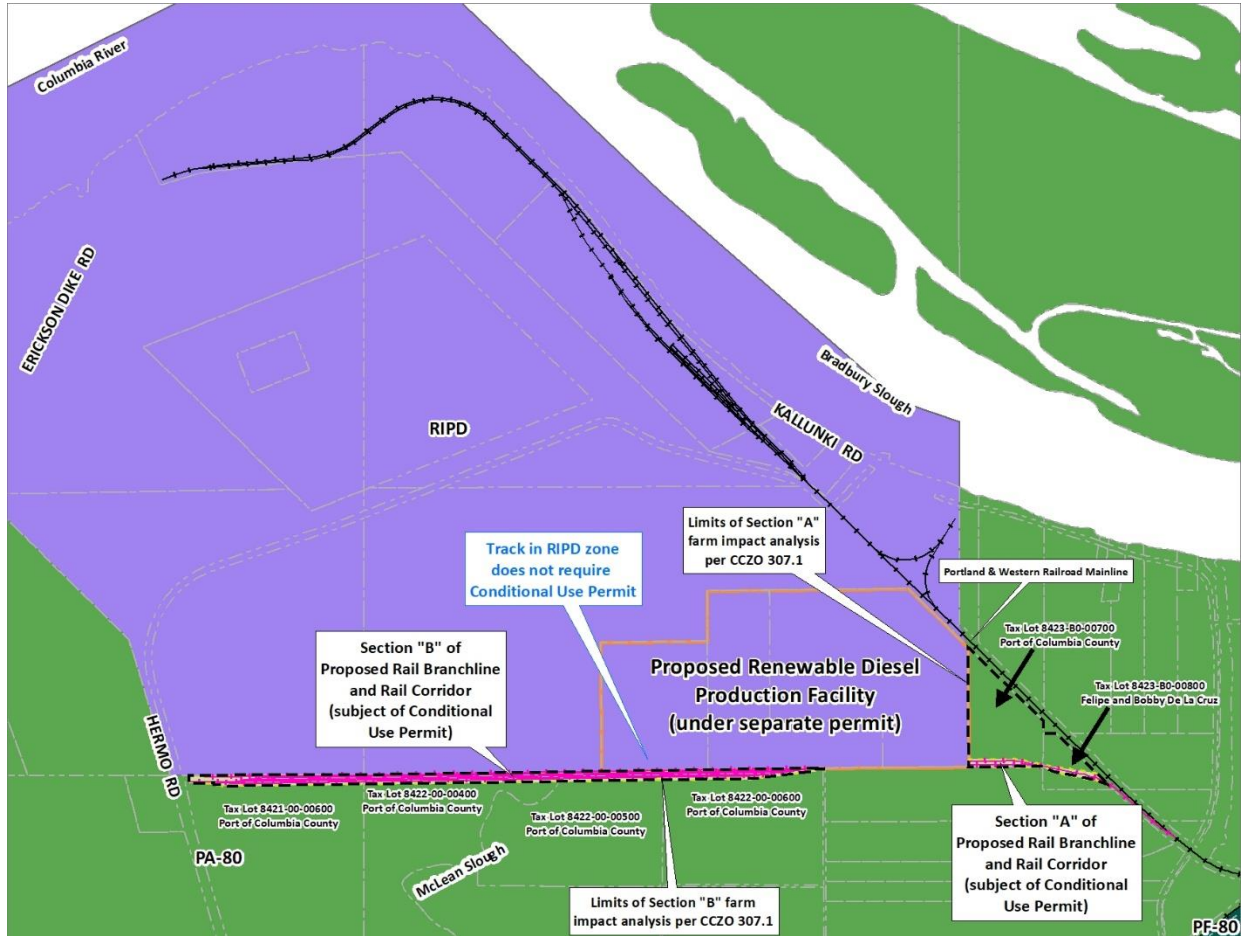 Columbia River
ERICKSON DIKE RD
RIPD
Bradbury Slough
KALLUNKI RD
Limits of Section "A"
farm impact analysis
per CCZO 307.1
Track in RIPD zone
does not require
Conditional Use Permit
Portland & Western Railroad Mainline
Tax Lot 8423-B0-00700
Port of Columbia County
Section "B" of
Proposed Rail Branchline
and Rail Corridor
(subject of Conditional
Use Permit)
Proposed Renewable Diesel
Production Facility
(under separate permit)
Tax Lot 8423-B0-00800
Felipe and Bobby De La Cruz
HERMO RD
Tax Lot 8421-00-00600
Port of Columbia County
Tax Lot 8422-00-00400
Port of Columbia County
Tax Lot 8422-00-00500
Port of Columbia County
Tax Lot 8422-00-00600
Port of Columbia County
PA-80
McLean Slough
Limits of Section "B" farm
impact analysis per CCZO 307.1
Section "A" of
Proposed Rail Branchline
and Rail Corridor
(subject of Conditional
Use Permit)
PF-80